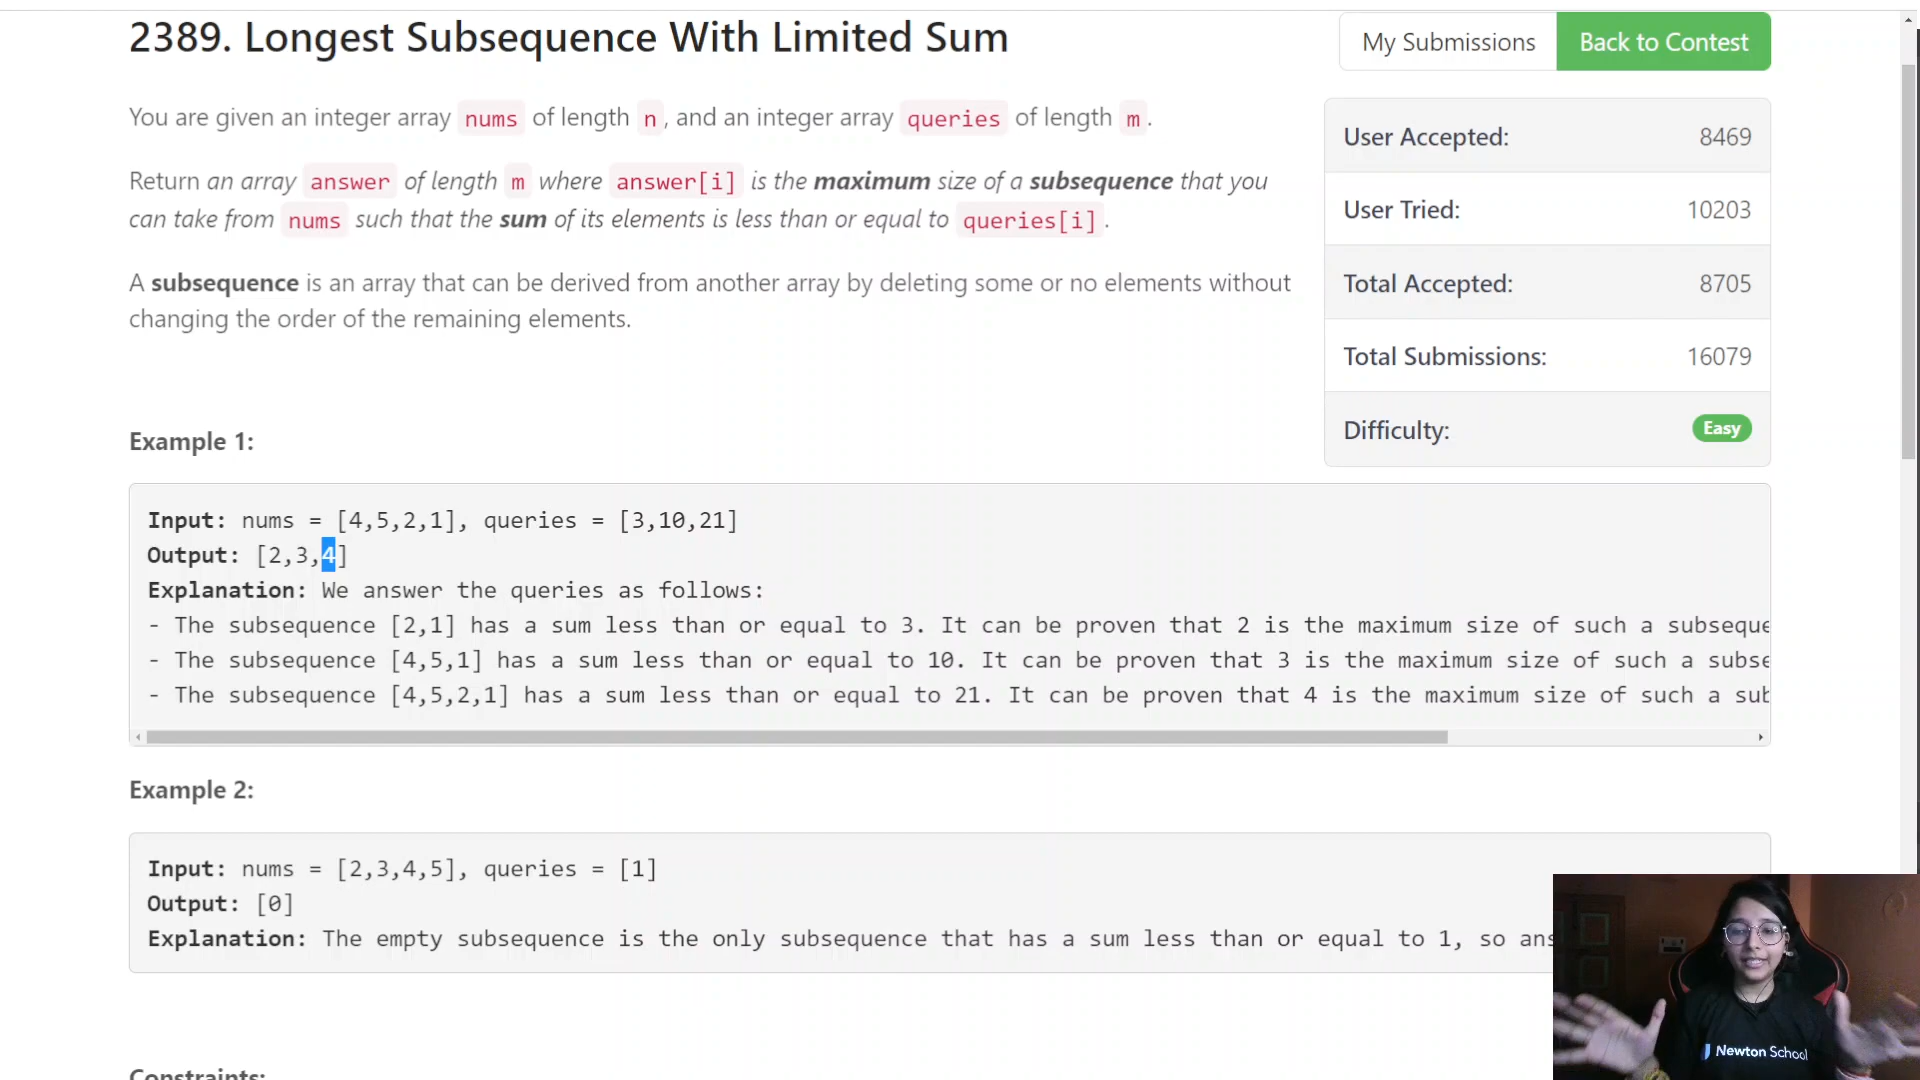 2389. Longest Subsequence With Limited Sum
My Submissions
Back to Contest
You are given an integer array nums of length n, and an integer array queries of length m.
Return an array answer of length m where answer[i] is the maximum size of a subsequence that you
can take from nums such that the sum of its elements is less than or equal to queries[i].
A subsequence is an array that can be derived from another array by deleting some or no elements without
changing the order of the remaining elements.
User Accepted: 8469
User Tried: 10203
Total Accepted: 8705
Total Submissions: 16079
Difficulty: Easy
Example 1:
Input: nums = [4,5,2,1], queries = [3,10,21]
Output: [2,3,4]
Explanation: We answer the queries as follows:
- The subsequence [2,1] has a sum less than or equal to 3. It can be proven that 2 is the maximum size of such a subseque
- The subsequence [4,5,1] has a sum less than or equal to 10. It can be proven that 3 is the maximum size of such a subse
- The subsequence [4,5,2,1] has a sum less than or equal to 21. It can be proven that 4 is the maximum size of such a sub
Example 2:
Input: nums = [2,3,4,5], queries = [1]
Output: [0]
Explanation: The empty subsequence is the only subsequence that has a sum less than or equal to 1, so ans
Constraints:
Newton School